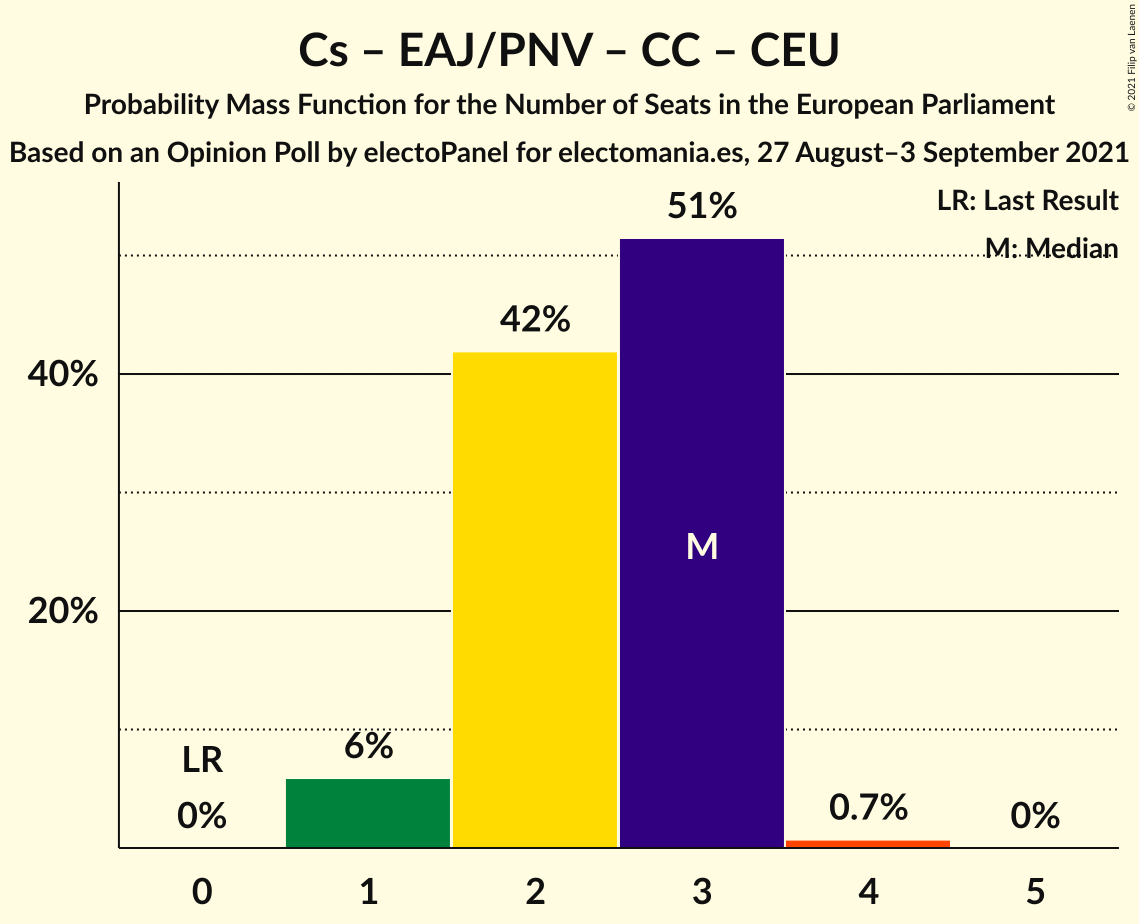 Cs – EAJ/PNV – CC – CEU
Probability Mass Function for the Number of Seats in the European Parliament
Based on an Opinion Poll by electoPanel for electomania.es, 27 August–3 September 2021
© 2021 Filip van Laenen
LR: Last Result
M: Median
51%
42%
40%
M
20%
LR
6%
0%
0.7%
0%
0 1 2 3 4 5